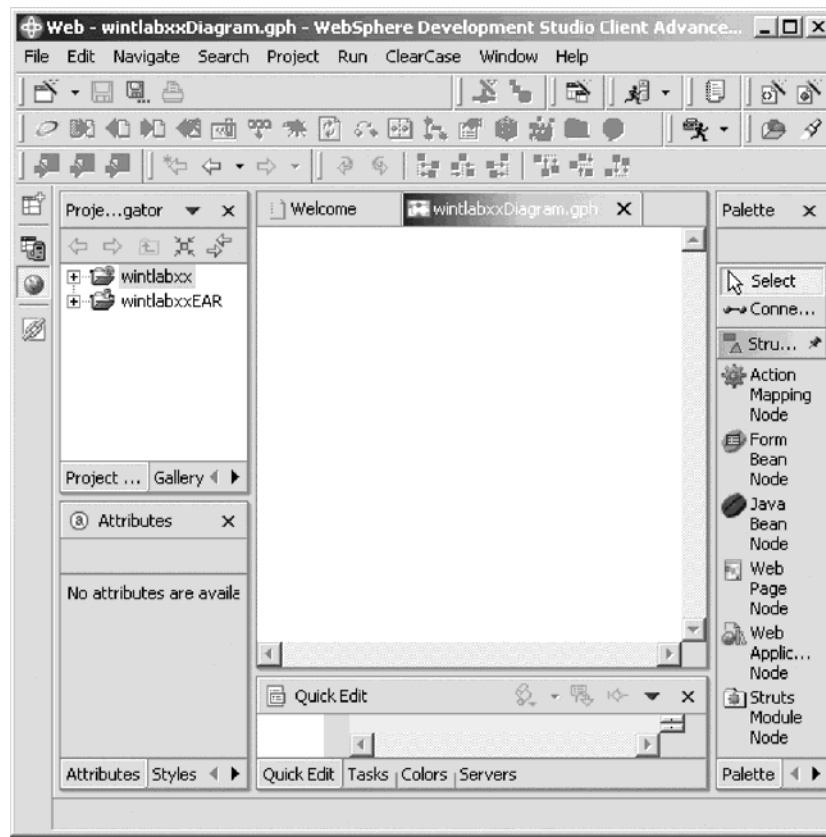 Web - wintlabxxDiagram.gph - WebSphere Development Studio Client Advance...
File Edit Navigate Search Project Run ClearCase Window Help
Proje...gator
Welcome
wintlabxxDiagram.gph
Palette
wintlabxx
wintlabxxEAR
Select
Conne...
Stru...
Action
Mapping
Node
Form
Bean
Node
Java
Bean
Node
Web
Page
Node
Web
Applic...
Node
Struts
Module
Node
Project ... Gallery
Attributes
No attributes are availa
Quick Edit
Attributes Styles
Quick Edit Tasks Colors Servers
Palette